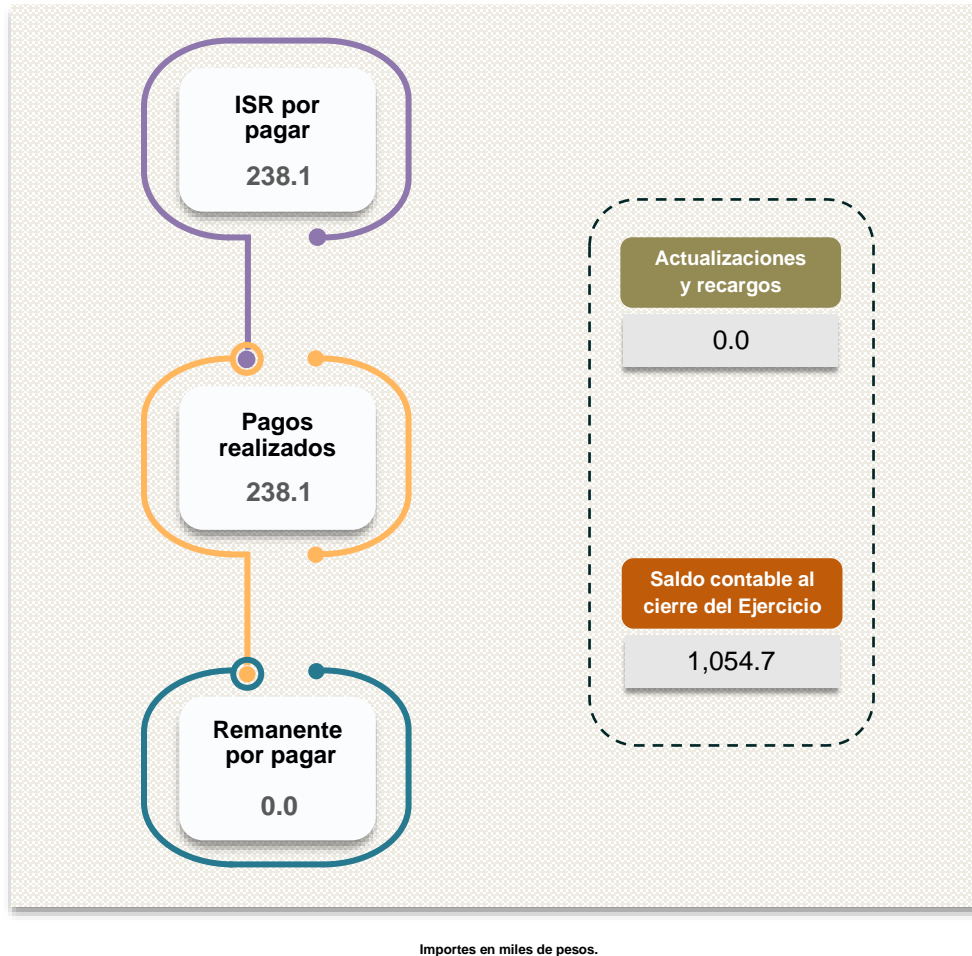 ISR por
pagar
238.1
Pagos
realizados
238.1
Remanente
por pagar
0.0
Actualizaciones
y recargos
0.0
Saldo contable al
cierre del Ejercicio
1,054.7
Importes en miles de pesos.